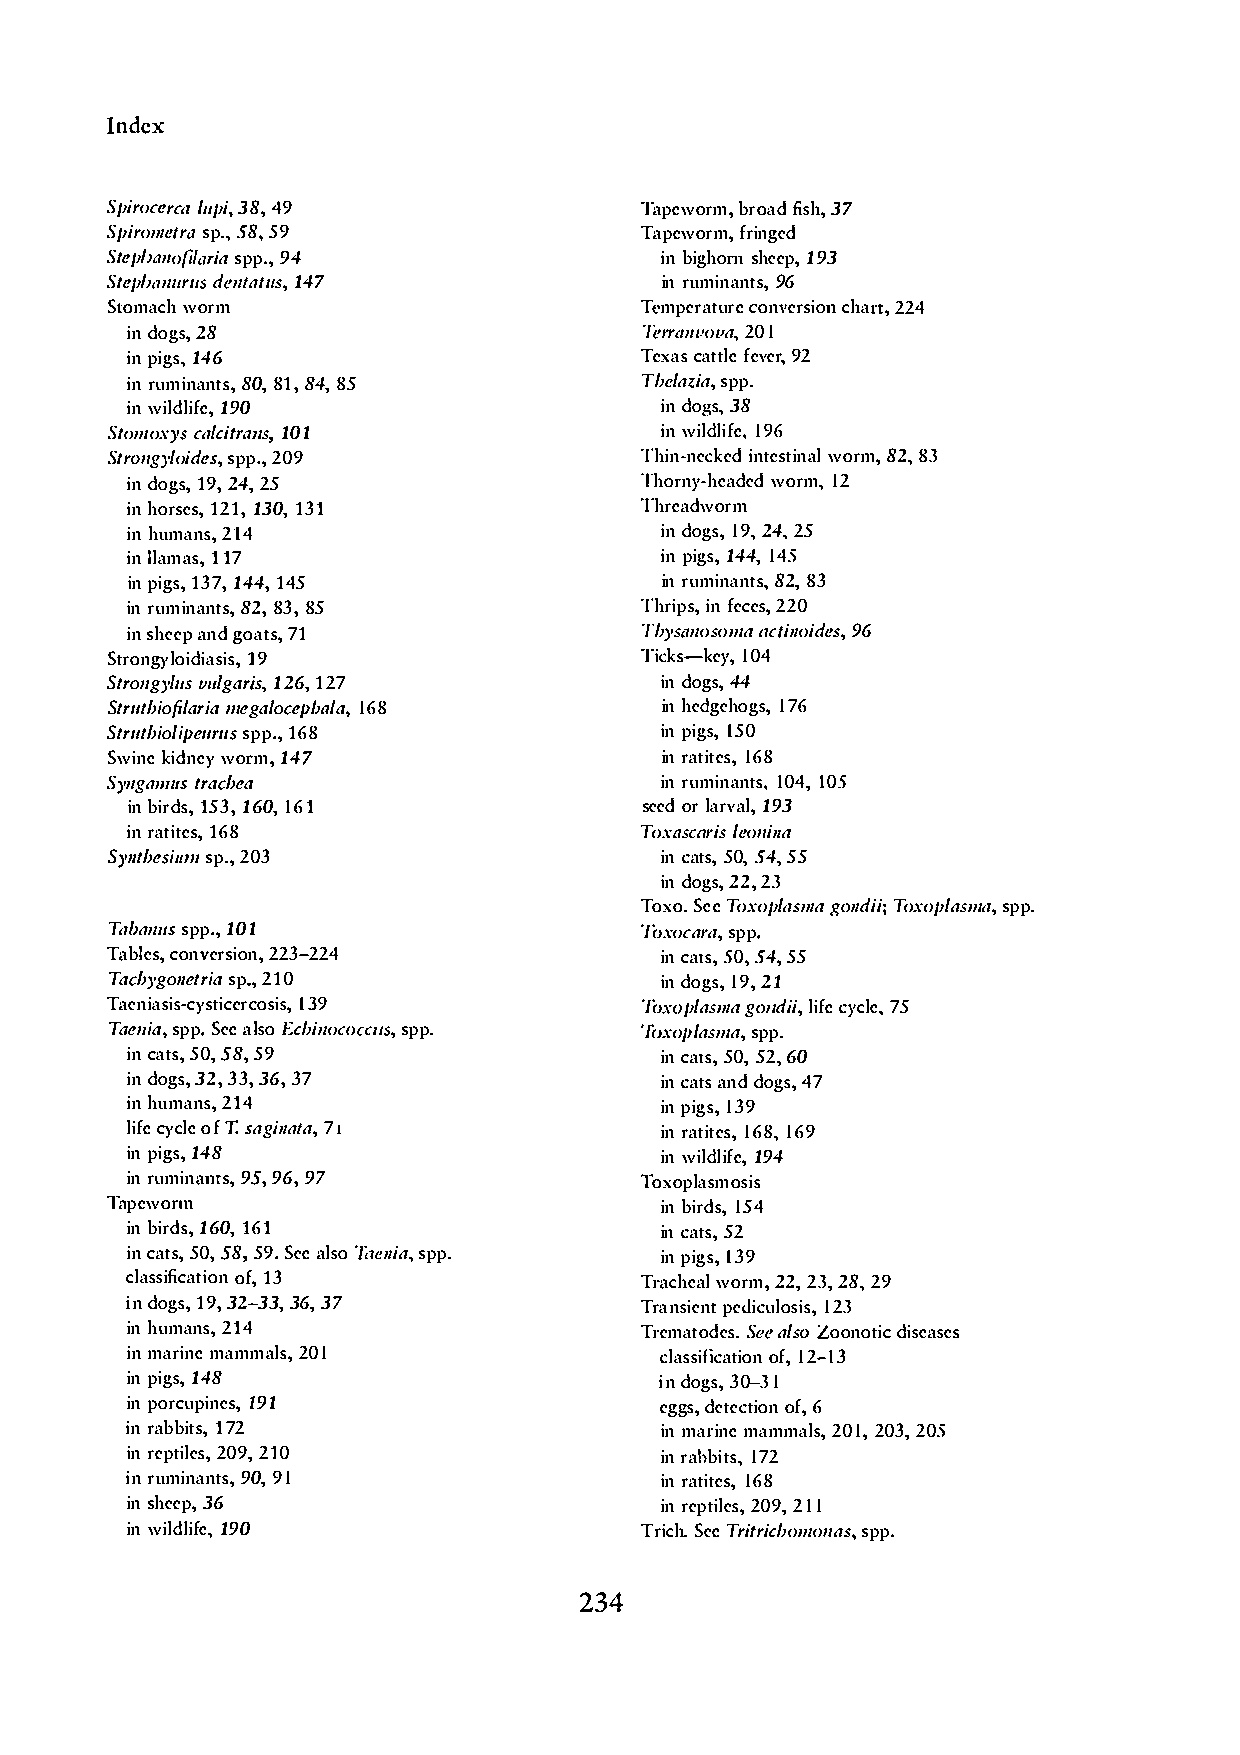 Index
Spirocerca lupi, 38, 49
Spirometra sp., 58, 59
Stephanofilaria spp., 94
Stephanurus dentatus, 147
Stomach worm
in dogs, 28
in pigs, 146
in ruminants, 80, 81, 84, 85
in wildlife, 190
Stomoxys calcitrans, 101
Strongyloides, spp., 209
in dogs, 19, 24, 25
in horses, 121, 130, 131
in humans, 214
in llamas, 117
in pigs, 137, 144, 145
in ruminants, 82, 83, 85
in sheep and goats, 71
Strongyloidiasis, 19
Strongylus vulgaris, 126, 127
Struthiofilaria megalocephala, 168
Struthiolipeurus spp., 168
Swine kidney worm, 147
Syngamus trachea
in birds, 153, 160, 161
in ratites, 168
Synthesium sp., 203
Tabanus spp., 101
Tables, conversion, 223–224
Tachygonetria sp., 210
Taeniasis-cysticercosis, 139
Taenia, spp. See also Echinococcus, spp.
in cats, 50, 58, 59
in dogs, 32, 33, 36, 37
in humans, 214
life cycle of T. saginata, 71
in pigs, 148
in ruminants, 95, 96, 97
Tapeworm
in birds, 160, 161
in cats, 50, 58, 59. See also Taenia, spp.
classification of, 13
in dogs, 19, 32–33, 36, 37
in humans, 214
in marine mammals, 201
in pigs, 148
in porcupines, 191
in rabbits, 172
in reptiles, 209, 210
in ruminants, 90, 91
in sheep, 36
in wildlife, 190
Tapeworm, broad fish, 37
Tapeworm, fringed
in bighorn sheep, 193
in ruminants, 96
Temperature conversion chart, 224
Terranvova, 201
Texas cattle fever, 92
Thelazia, spp.
in dogs, 38
in wildlife, 196
Thin-necked intestinal worm, 82, 83
Thorny-headed worm, 12
Threadworm
in dogs, 19, 24, 25
in pigs, 144, 145
in ruminants, 82, 83
Thrips, in feces, 220
Thysanosoma actinoides, 96
Ticks—key, 104
in dogs, 44
in hedgehogs, 176
in pigs, 150
in ratites, 168
in ruminants, 104, 105
seed or larval, 193
Toxascaris leonina
in cats, 50, 54, 55
in dogs, 22, 23
Toxo. See Toxoplasma gondii; Toxoplasma, spp.
Toxocara, spp.
in cats, 50, 54, 55
in dogs, 19, 21
Toxoplasma gondii, life cycle, 75
Toxoplasma, spp.
in cats, 50, 52, 60
in cats and dogs, 47
in pigs, 139
in ratites, 168, 169
in wildlife, 194
Toxoplasmosis
in birds, 154
in cats, 52
in pigs, 139
Tracheal worm, 22, 23, 28, 29
Transient pediculosis, 123
Trematodes. See also Zoonotic diseases
classification of, 12–13
in dogs, 30–31
eggs, detection of, 6
in marine mammals, 201, 203, 205
in rabbits, 172
in ratites, 168
in reptiles, 209, 211
Trich. See Tritrichomonas, spp.
234